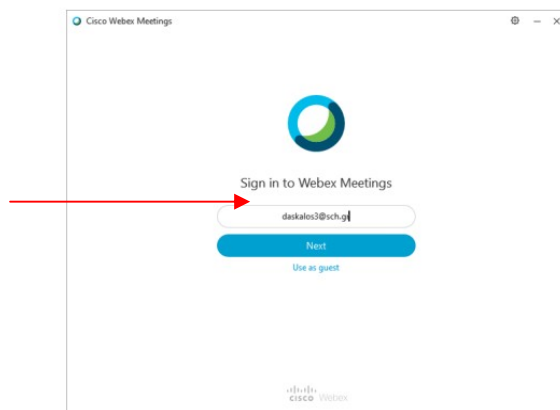 Cisco Webex Meetings
Sign in to Webex Meetings
daskalos3@sch.gr
Next
Use as guest
cisco Webex